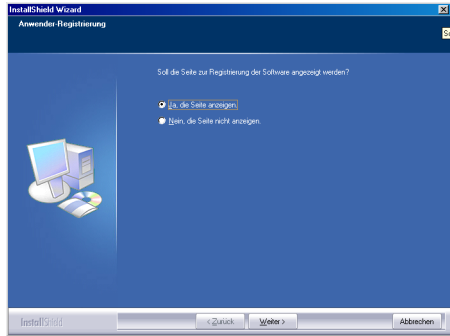 InstallShield Wizard
Anwender-Registrierung
Soll die Seite zur Registrierung der Software angezeigt werden?
Ja, die Seite anzeigen.
Nein, die Seite nicht anzeigen.
InstallShield
< Zurück
Weiter >
Abbrechen